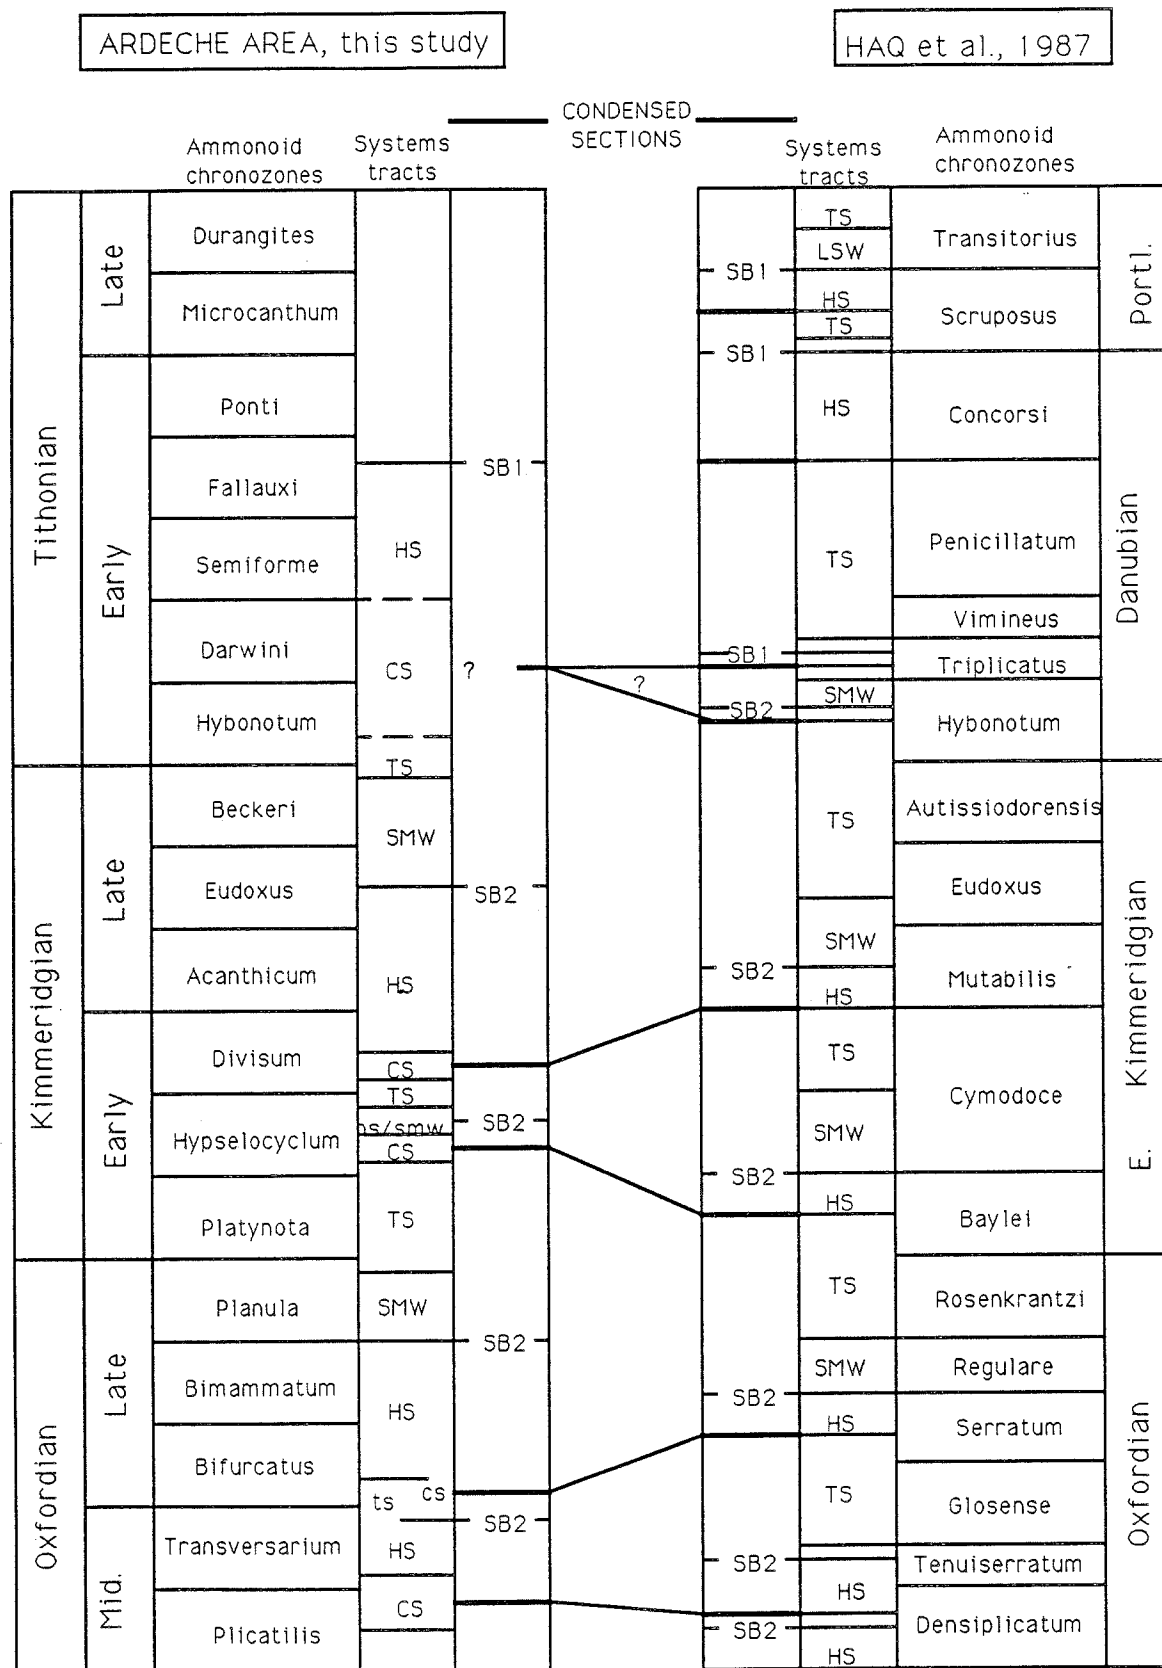 ARDECHE AREA, this study
HAQ et al., 1987
CONDENSED
SECTIONS
Ammonoid
chronozones
Systems
tracts
Systems
tracts
Ammonoid
chronozones
Tithonian
Late
Early
Kimmeridgian
Late
Early
Oxfordian
Late
Mid.
Durangites
Microcanthum
Ponti
Fallauxi
Semiforme
Darwini
Hybonotum
Beckeri
Eudoxus
Acanthicum
Divisum
Hypselocyclum
Platynota
Planula
Bimammatum
Bifurcatus
Transversarium
Plicatilis
HS
CS
TS
SMW
HS
CS
TS
hs/smw
CS
TS
SMW
HS
cs
ts
HS
CS
SB1
?
SB2
SB2
SB2
SB2
?
SB1
SB1
SB1
SB2
SB2
SB2
SB2
SB2
SB2
TS
LSW
HS
TS
HS
TS
SMW
TS
SMW
HS
TS
SMW
HS
TS
SMW
HS
TS
HS
HS
Transitorius
Scruposus
Concorsi
Penicillatum
Vimineus
Triplicatus
Hybonotum
Autissiodorensis
Eudoxus
Mutabilis
Cymodoce
Baylei
Rosenkrantzi
Regulare
Serratum
Glosense
Tenuiserratum
Densiplicatum
Portl.
Danubian
E. Kimmeridgian
Oxfordian